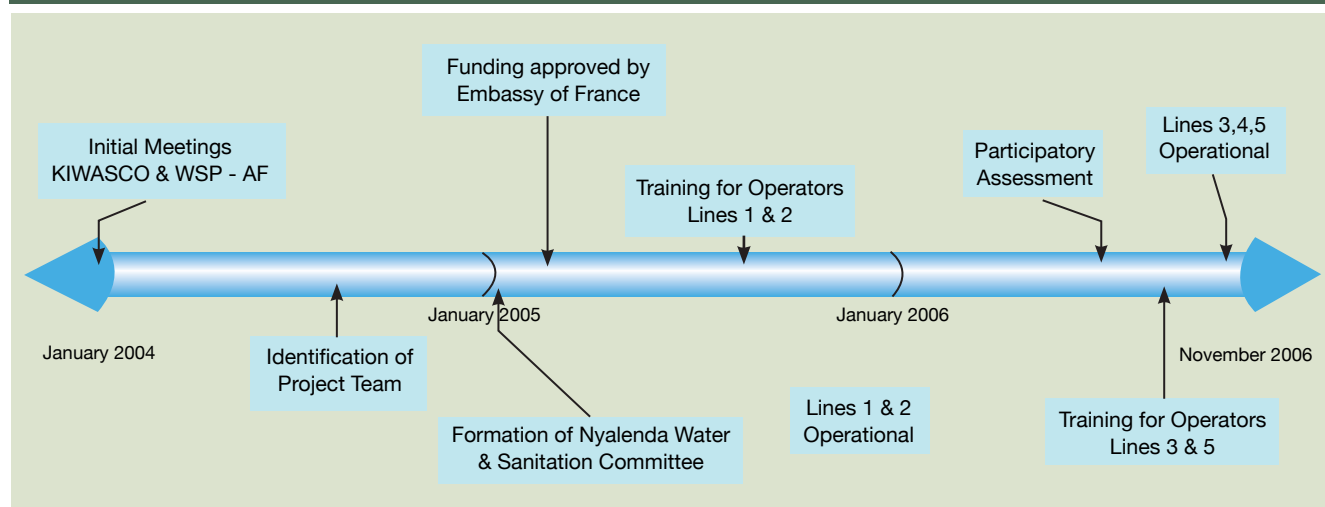 Funding approved by
Embassy of France
Initial Meetings
KIWASCO & WSP - AF
Training for Operators
Lines 1 & 2
Participatory
Assessment
Lines 3,4,5
Operational
January 2004
January 2005
January 2006
November 2006
Identification of
Project Team
Formation of Nyalenda Water
& Sanitation Committee
Lines 1 & 2
Operational
Training for Operators
Lines 3 & 5